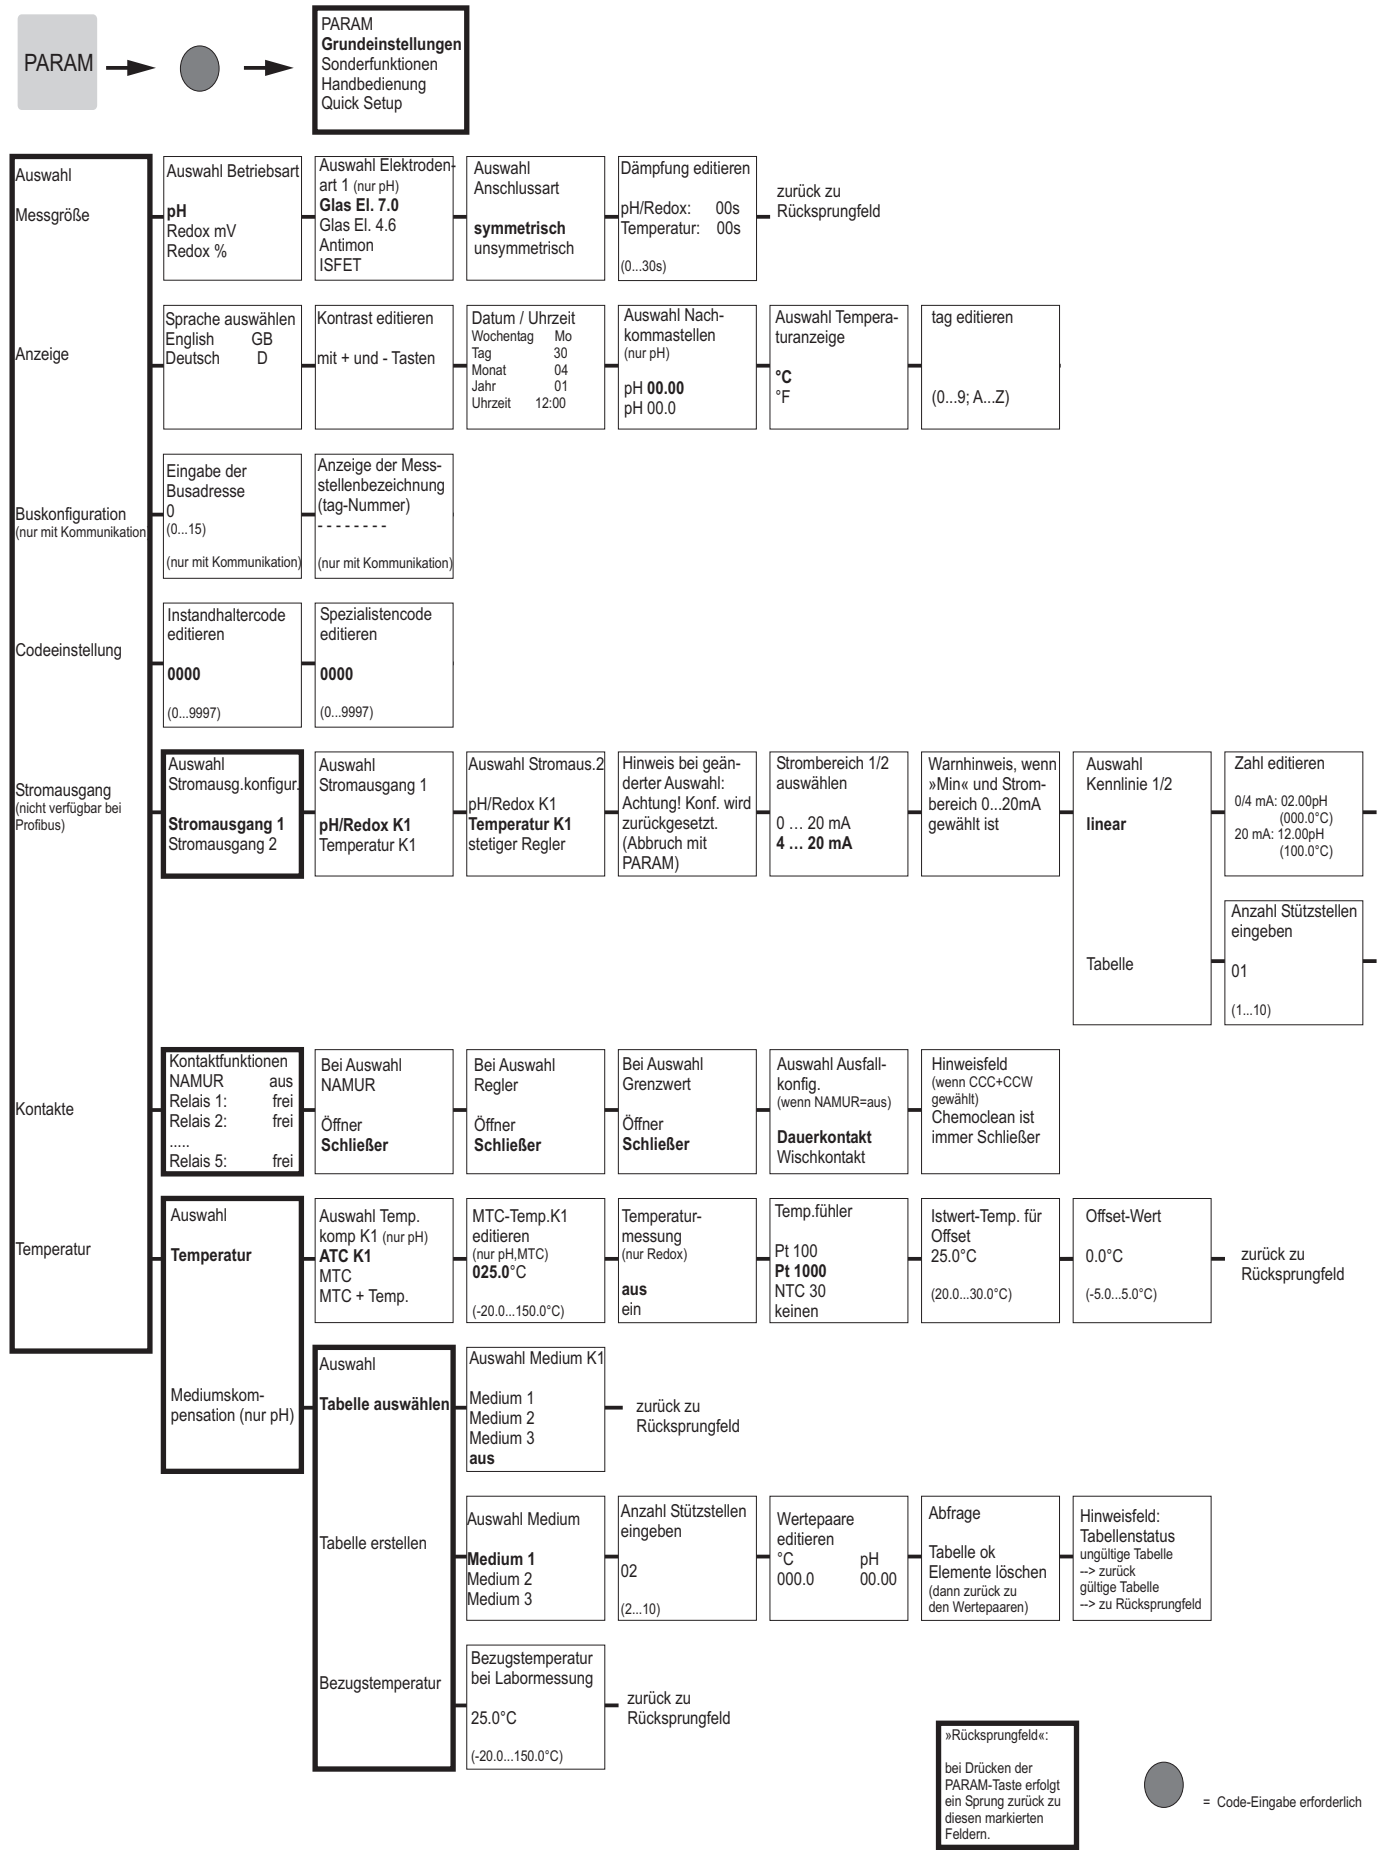 PARAM
PARAM
Grundeinstellungen
Sonderfunktionen
Handbedienung
Quick Setup
Auswahl
Messgröße
Auswahl Betriebsart
pH
Redox mV
Redox %
Auswahl Elektroden-
art 1 (nur pH)
Glas El. 7.0
Glas El. 4.6
Antimon
ISFET
Auswahl
Anschlussart
symmetrisch
unsymmetrisch
Dämpfung editieren
pH/Redox: 00s
Temperatur: 00s
(0...30s)
zurück zu
Rücksprungfeld
Anzeige
Sprache auswählen
English GB
Deutsch D
Kontrast editieren
mit + und - Tasten
Datum / Uhrzeit
Wochentag Mo
Tag 30
Monat 04
Jahr 01
Uhrzeit 12:00
Auswahl Nach-
kommastellen
(nur pH)
pH 00.00
pH 00.0
Auswahl Tempera-
turanzeige
°C
°F
tag editieren
(0...9; A...Z)
Buskonfiguration
(nur mit Kommunikation
Eingabe der
Busadresse
0
(0...15)
(nur mit Kommunikation)
Anzeige der Mess-
stellenbezeichnung
(tag-Nummer)
- - - - - - - -
(nur mit Kommunikation)
Codeeinstellung
Instandhaltercode
editieren
0000
(0...9997)
Spezialistencode
editieren
0000
(0...9997)
Stromausgang
(nicht verfügbar bei
Profibus)
Auswahl
Stromausg.konfigur.
Stromausgang 1
Stromausgang 2
Auswahl
Stromausgang 1
pH/Redox K1
Temperatur K1
Auswahl Stromaus.2
pH/Redox K1
Temperatur K1
stetiger Regler
Hinweis bei geän-
derter Auswahl:
Achtung! Konf. wird
zurückgesetzt.
(Abbruch mit
PARAM)
Strombereich 1/2
auswählen
0 … 20 mA
4 … 20 mA
Warnhinweis, wenn
»Min« und Strom-
bereich 0...20mA
gewählt ist
Auswahl
Kennlinie 1/2
linear
Tabelle
Zahl editieren
0/4 mA: 02.00pH
(000.0°C)
20 mA: 12.00pH
(100.0°C)
Anzahl Stützstellen
eingeben
01
(1...10)
Kontakte
Kontaktfunktionen
NAMUR aus
Relais 1: frei
Relais 2: frei
.....
Relais 5: frei
Bei Auswahl
NAMUR
Öffner
Schließer
Bei Auswahl
Regler
Öffner
Schließer
Bei Auswahl
Grenzwert
Öffner
Schließer
Auswahl Ausfall-
konfig.
(wenn NAMUR=aus)
Dauerkontakt
Wischkontakt
Hinweisfeld
(wenn CCC+CCW
gewählt)
Chemoclean ist
immer Schließer
Temperatur
Auswahl
Temperatur
Mediumskom-
pensation (nur pH)
Auswahl Temp.
komp K1 (nur pH)
ATC K1
MTC
MTC + Temp.
MTC-Temp.K1
editieren
(nur pH,MTC)
025.0°C
(-20.0...150.0°C)
Temperatur-
messung
(nur Redox)
aus
ein
Temp.fühler
Pt 100
Pt 1000
NTC 30
keinen
Istwert-Temp. für
Offset
25.0°C
(20.0...30.0°C)
Offset-Wert
0.0°C
(-5.0...5.0°C)
zurück zu
Rücksprungfeld
Auswahl
Tabelle auswählen
Tabelle erstellen
Bezugstemperatur
Auswahl Medium K1
Medium 1
Medium 2
Medium 3
aus
zurück zu
Rücksprungfeld
Auswahl Medium
Medium 1
Medium 2
Medium 3
Anzahl Stützstellen
eingeben
02
(2...10)
Wertepaare
editieren
°C pH
000.0 00.00
Abfrage
Tabelle ok
Elemente löschen
(dann zurück zu
den Wertepaaren)
Hinweisfeld:
Tabellenstatus
ungültige Tabelle
--> zurück
gültige Tabelle
--> zu Rücksprungfeld
Bezugstemperatur
bei Labormessung
25.0°C
(-20.0...150.0°C)
zurück zu
Rücksprungfeld
»Rücksprungfeld«:
bei Drücken der
PARAM-Taste erfolgt
ein Sprung zurück zu
diesen markierten
Feldern.
= Code-Eingabe erforderlich